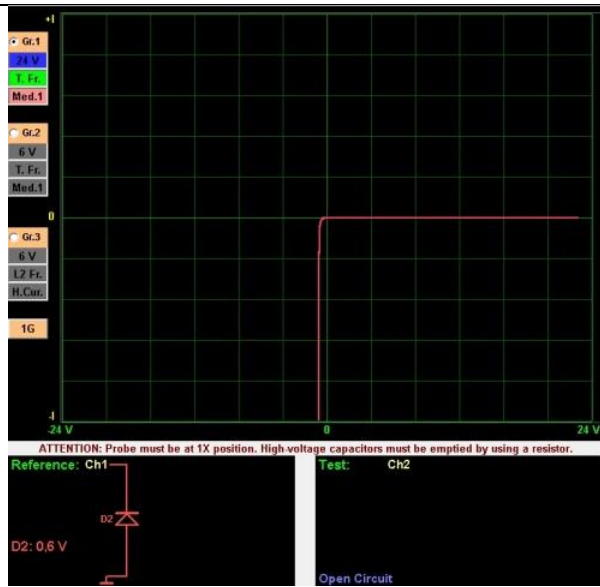 +I
Gr.1
24 V
T. Fr.
Med.1
Gr.2
6 V
T. Fr.
Med.1
0
Gr.3
6 V
L2 Fr.
H.Cur.
1G
-I
-24 V
0
24 V
ATTENTION: Probe must be at 1X position. High-voltage capacitors must be emptied by using a resistor.
Reference: Ch1
D2
D2: 0,6 V
Test: Ch2
Open Circuit